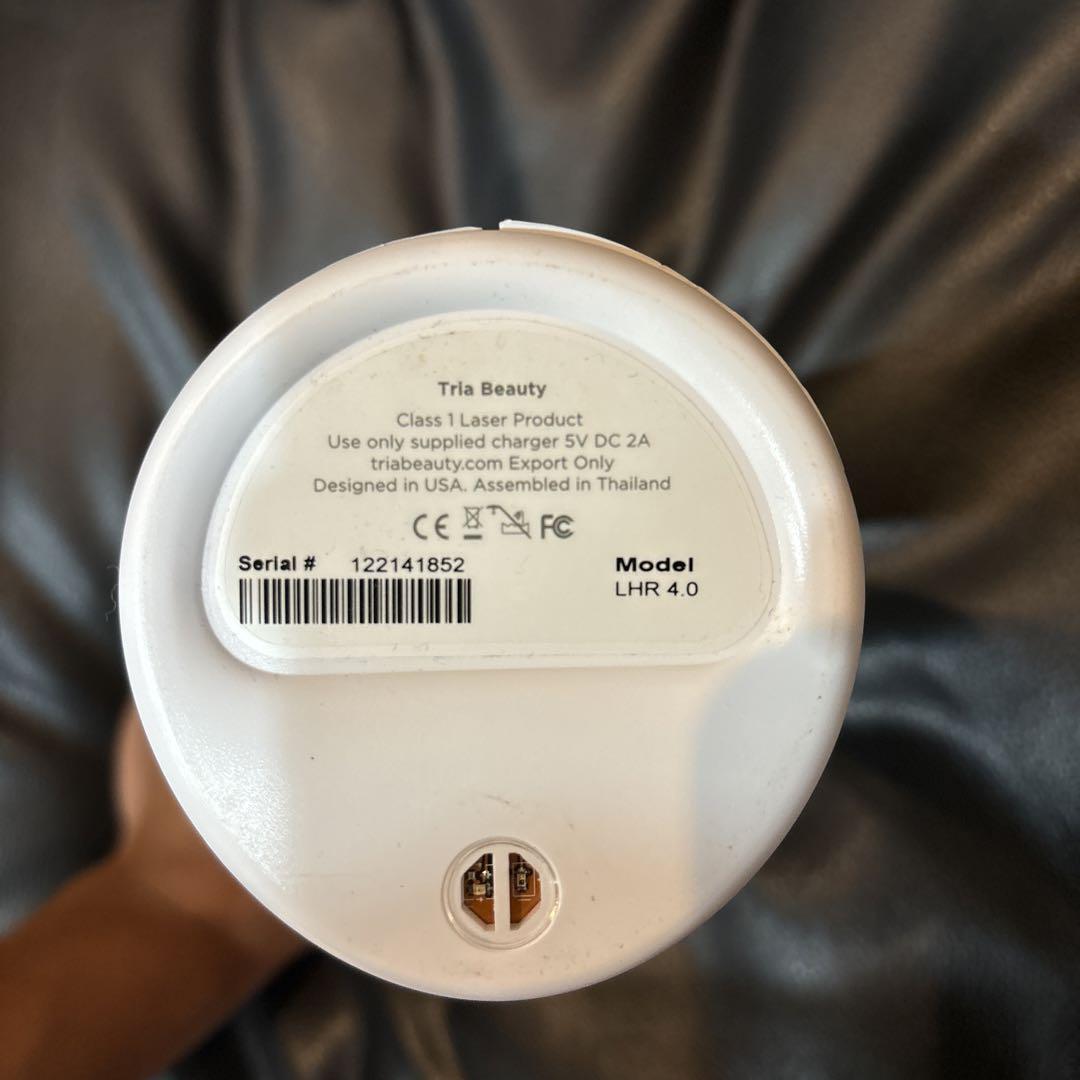 Tria Beauty
Class 1 Laser Product
Use only supplied charger 5V DC 2A
triabeauty.com Export Only
Designed in USA. Assembled in Thailand
CE FC
Serial # 122141852
Model
LHR 4.0